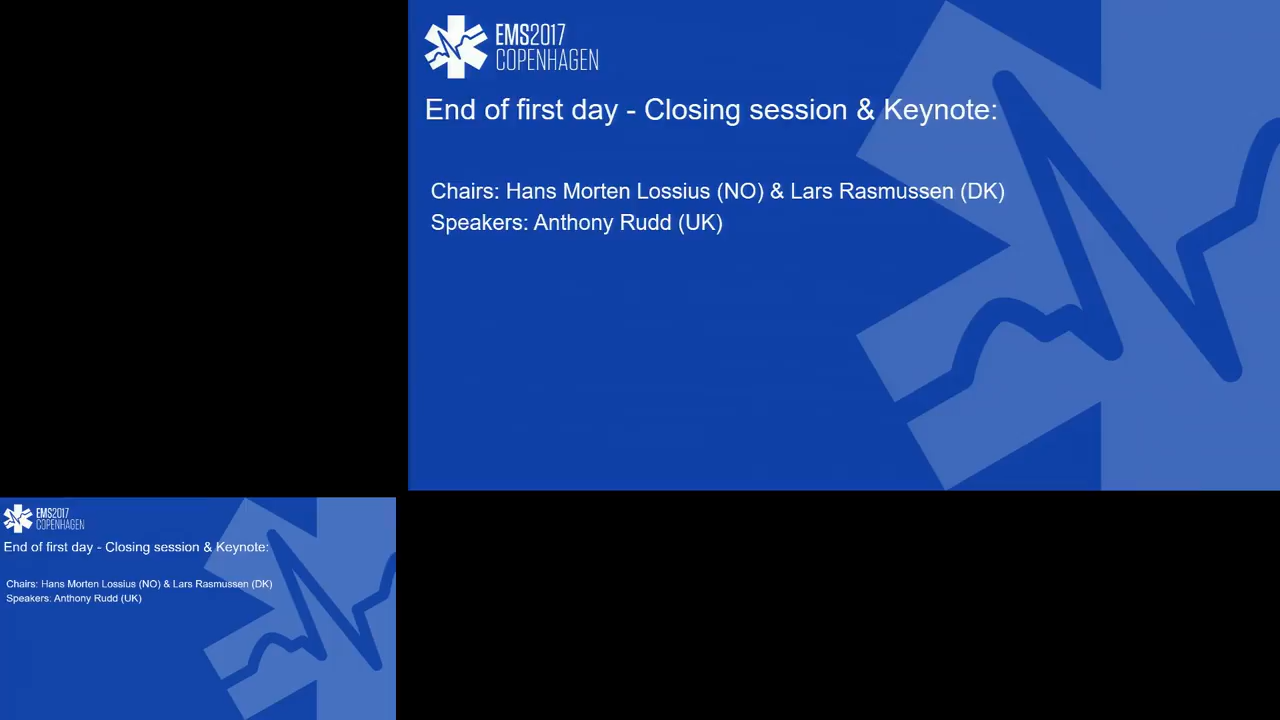 EMS2017
COPENHAGEN
End of first day - Closing session & Keynote:
Chairs: Hans Morten Lossius (NO) & Lars Rasmussen (DK)
Speakers: Anthony Rudd (UK)
EMS2017
COPENHAGEN
End of first day - Closing session & Keynote:
Chairs: Hans Morten Lossius (NO) & Lars Rasmussen (DK)
Speakers: Anthony Rudd (UK)